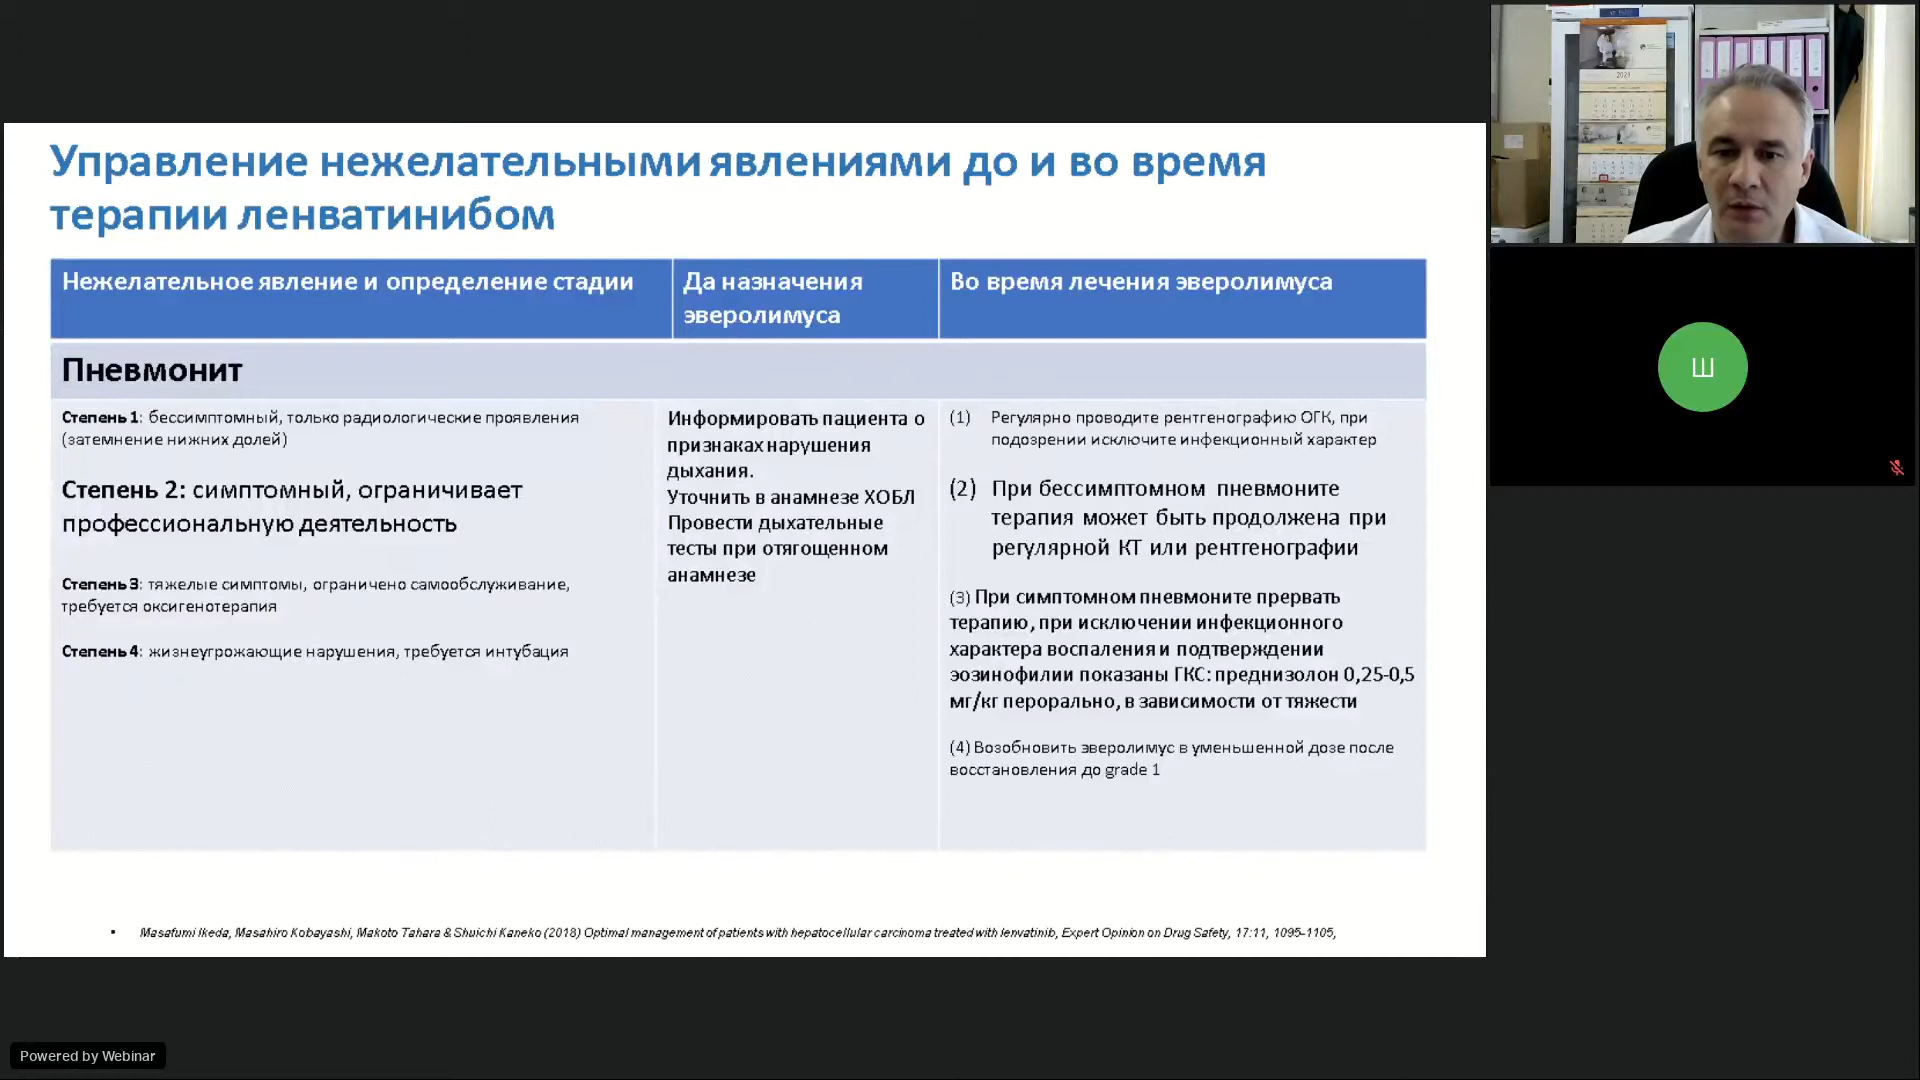 Управление нежелательными явлениями до и во время
терапии ленватинибом
Нежелательное явление и определение стадии
Да назначения
эверолимуса
Во время лечения эверолимуса
Пневмонит
Степень 1: бессимптомный, только радиологические проявления
(затемнение нижних долей)
Степень 2: симптомный, ограничивает
профессиональную деятельность
Степень 3: тяжелые симптомы, ограничено самообслуживание,
требуется оксигенотерапия
Степень 4: жизнеугрожающие нарушения, требуется интубация
Информировать пациента о
признаках нарушения
дыхания.
Уточнить в анамнезе ХОБЛ
Провести дыхательные
тесты при отягощенном
анамнезе
(1) Регулярно проводите рентгенографию ОГК, при
подозрении исключите инфекционный характер
(2) При бессимптомном пневмоните
терапия может быть продолжена при
регулярной КТ или рентгенографии
(3) При симптомном пневмоните прервать
терапию, при исключении инфекционного
характера воспаления и подтверждении
эозинофилии показаны ГКС: преднизолон 0,25-0,5
мг/кг перорально, в зависимости от тяжести
(4) Возобновить эверолимус в уменьшенной дозе после
восстановления до grade 1
• Masafumi Ikeda, Masahiro Kobayashi, Makoto Tahara & Shuichi Kaneko (2018) Optimal management of patients with hepatocellular carcinoma treated with lenvatinib, Expert Opinion on Drug Safety, 17:11, 1095-1105,
2021
Ш
Powered by Webinar